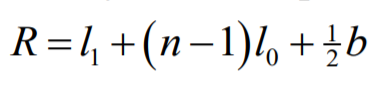 R = l₁ + (n − 1)l₀ + ½b